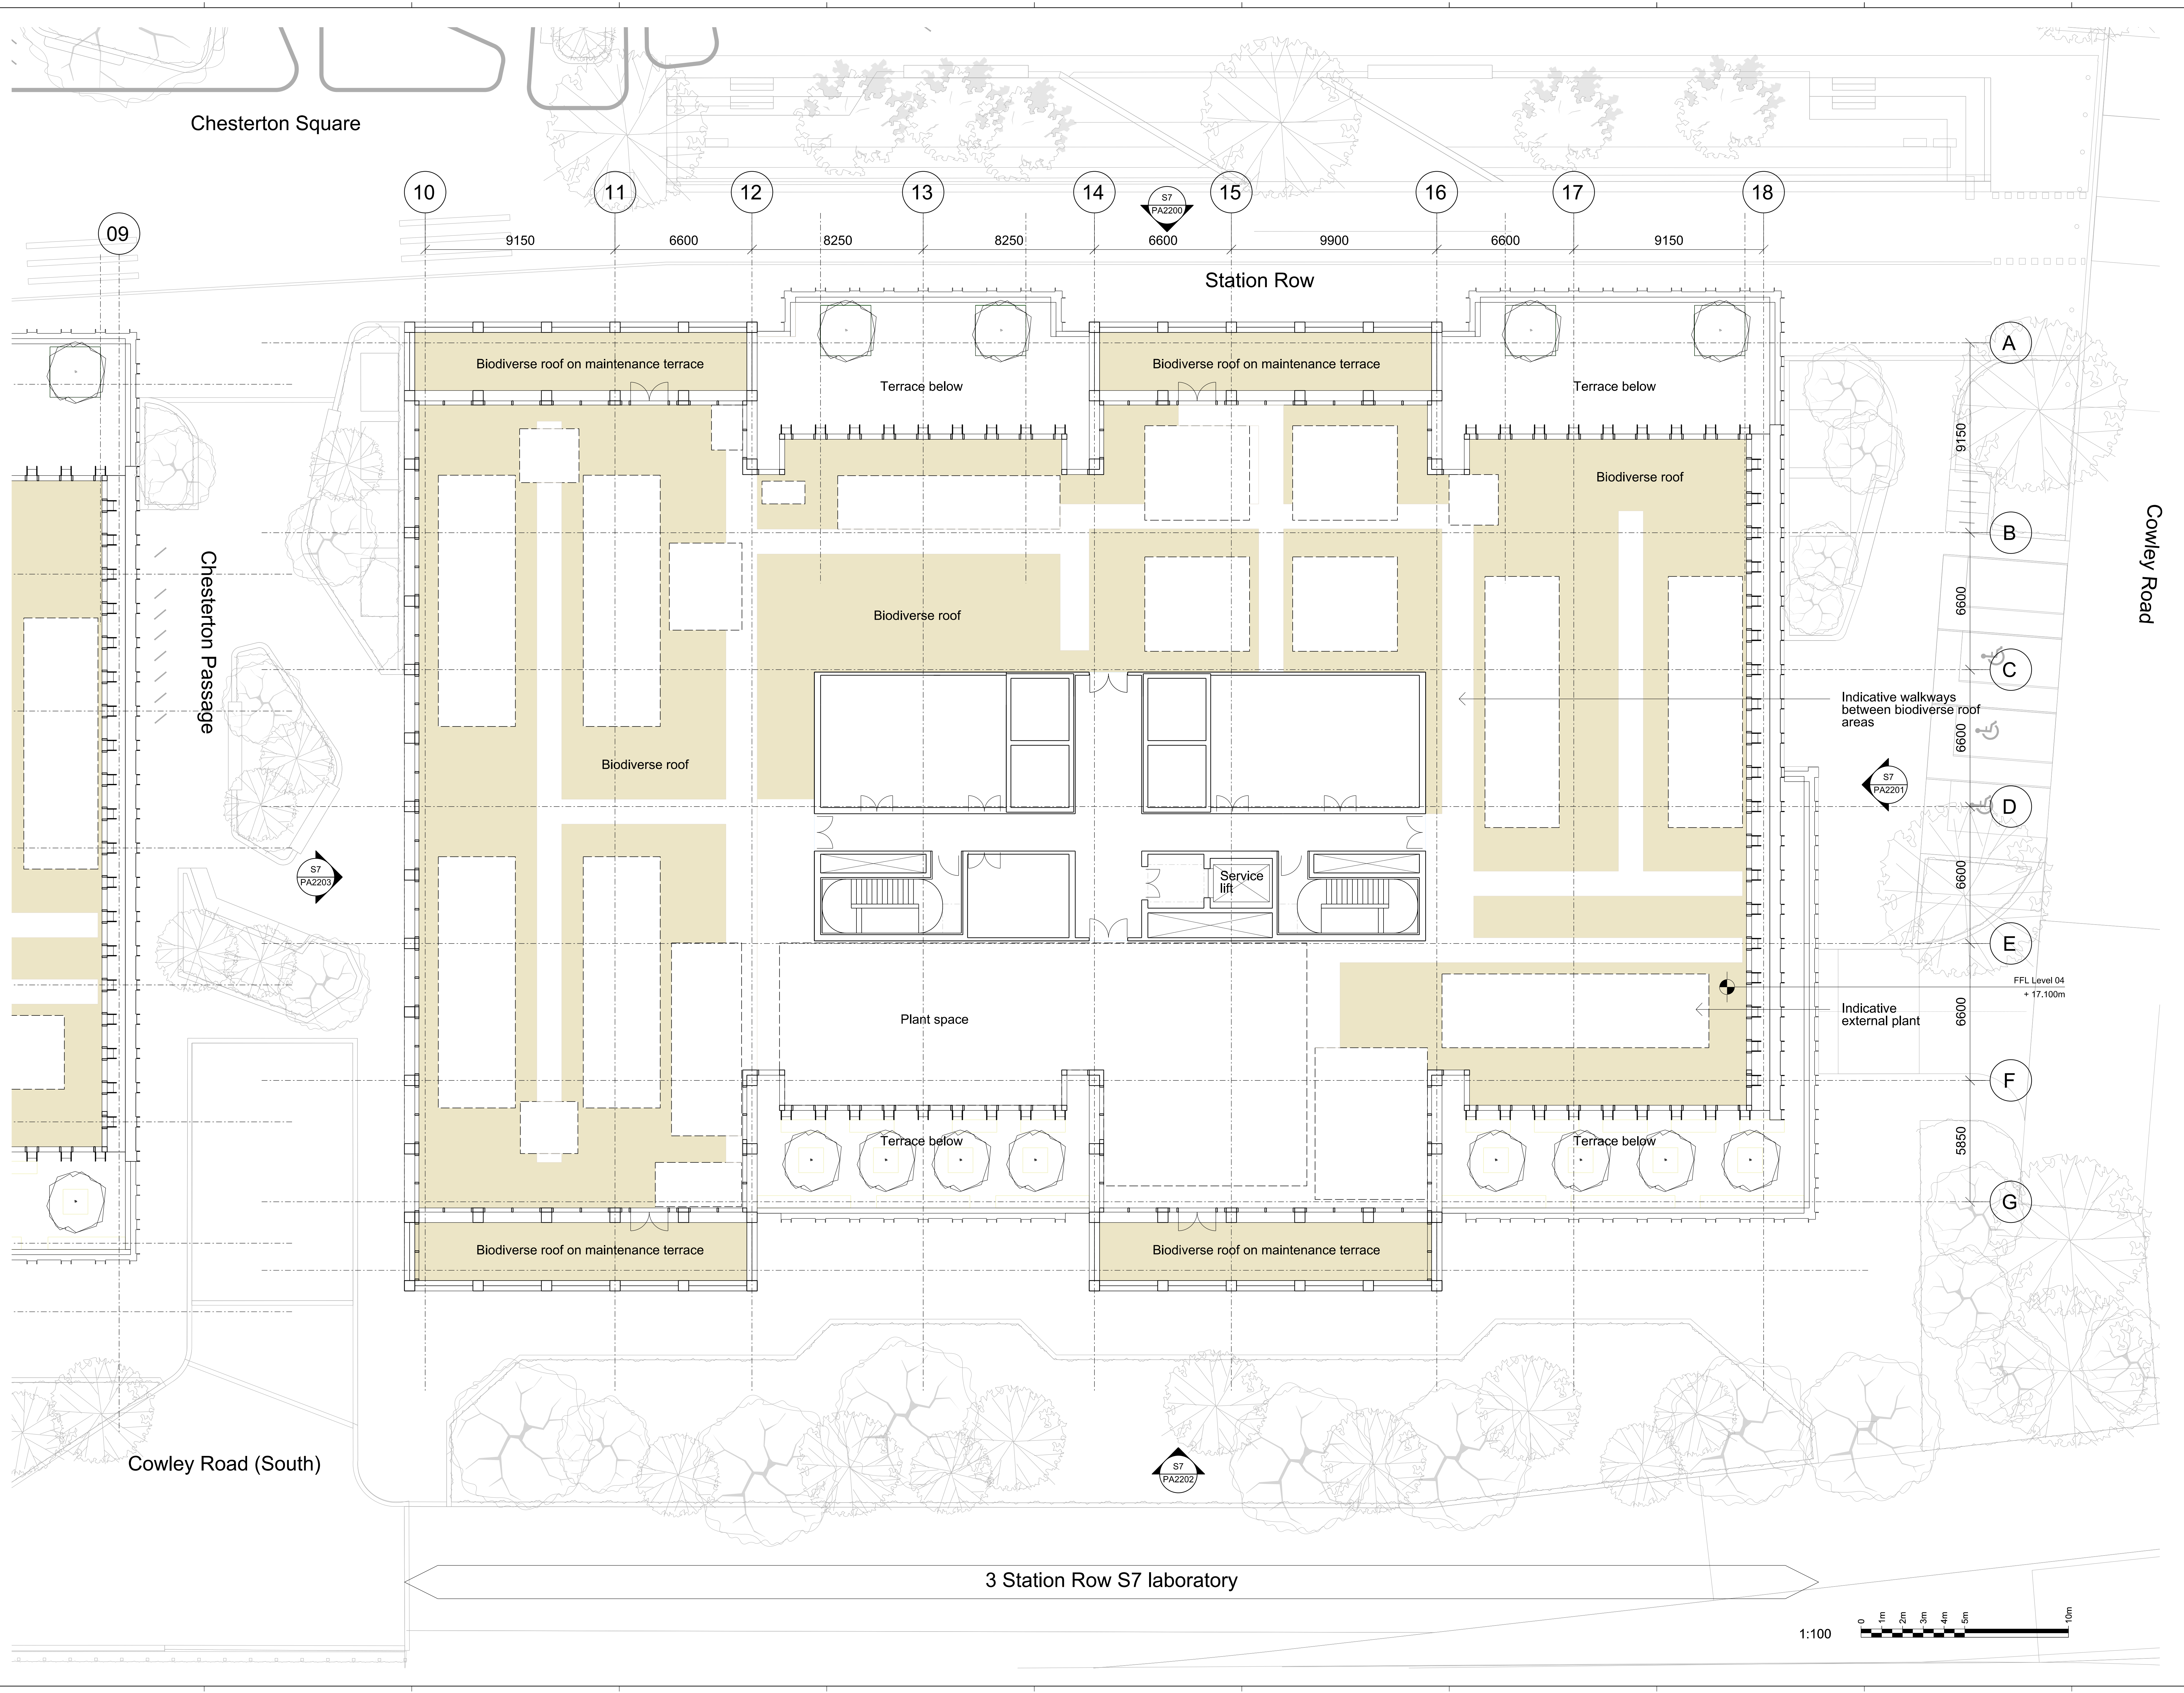 Chesterton Square
10
11
12
13
14
15
16
17
18
09
S7
PA2200
9150
6600
8250
8250
6600
9900
6600
9150
Station Row
A
Biodiverse roof on maintenance terrace
Biodiverse roof on maintenance terrace
Terrace below
Terrace below
9150
Biodiverse roof
B
Cowley Road
Chesterton Passage
6600
Biodiverse roof
C
Indicative walkways
between biodiverse roof
areas
6600
Biodiverse roof
S7
PA2201
D
S7
PA2203
Service
lift
6600
E
FFL Level 04
+ 17.100m
Plant space
Indicative
external plant
6600
F
Terrace below
Terrace below
5850
G
Biodiverse roof on maintenance terrace
Biodiverse roof on maintenance terrace
Cowley Road (South)
S7
PA2202
3 Station Row S7 laboratory
1:100
0
1m
2m
3m
4m
5m
10m